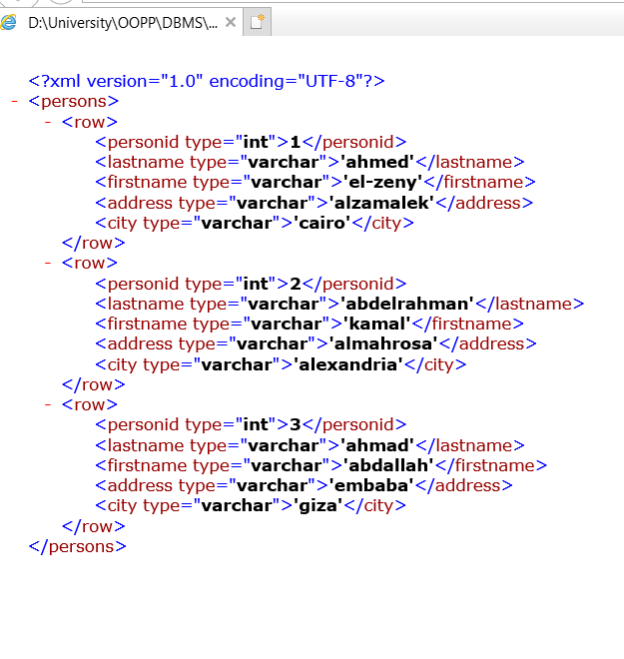 D:\University\OOPP\DBMS\...
<?xml version="1.0" encoding="UTF-8"?>
- <persons>
- <row>
<personid type="int">1</personid>
<lastname type="varchar">'ahmed'</lastname>
<firstname type="varchar">'el-zeny'</firstname>
<address type="varchar">'alzamalek'</address>
<city type="varchar">'cairo'</city>
</row>
- <row>
<personid type="int">2</personid>
<lastname type="varchar">'abdelrahman'</lastname>
<firstname type="varchar">'kamal'</firstname>
<address type="varchar">'almahrosa'</address>
<city type="varchar">'alexandria'</city>
</row>
- <row>
<personid type="int">3</personid>
<lastname type="varchar">'ahmad'</lastname>
<firstname type="varchar">'abdallah'</firstname>
<address type="varchar">'embaba'</address>
<city type="varchar">'giza'</city>
</row>
</persons>